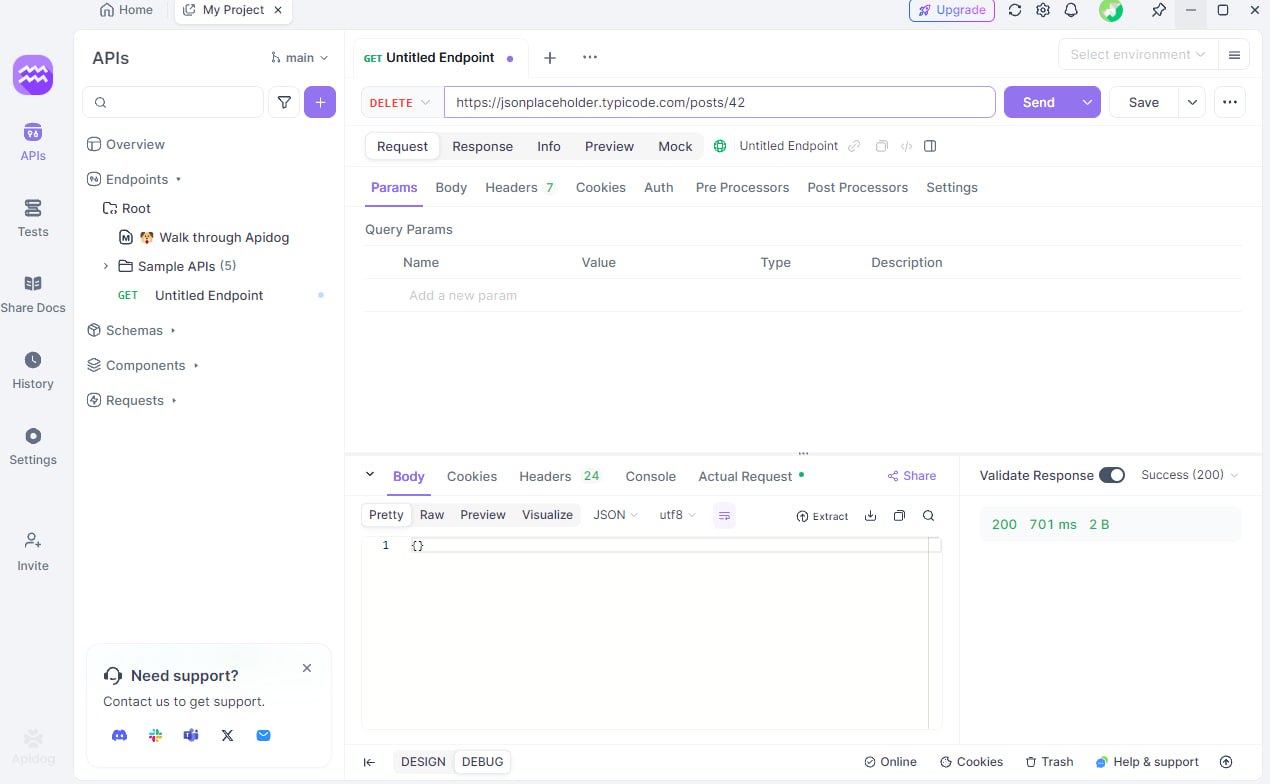 Home
My Project
Upgrade
APIs
main
GET Untitled Endpoint
Select environment
DELETE
https://jsonplaceholder.typicode.com/posts/42
Send
Save
APIs
Overview
Request Response Info Preview Mock
Untitled Endpoint
Endpoints
Params Body Headers 7 Cookies Auth Pre Processors Post Processors Settings
Root
Tests
Query Params
Walk through Apidog
Name Value Type Description
Sample APIs (5)
GET Untitled Endpoint
Add a new param
Share Docs
Schemas
Components
History
Requests
Settings
Body Cookies Headers 24 Console Actual Request
Share
Validate Response
Success (200)
Pretty Raw Preview Visualize JSON utf8
Extract
200 701 ms 2 B
1 {}
Invite
Need support?
Contact us to get support.
Apidog
DESIGN DEBUG
Online Cookies Trash Help & support